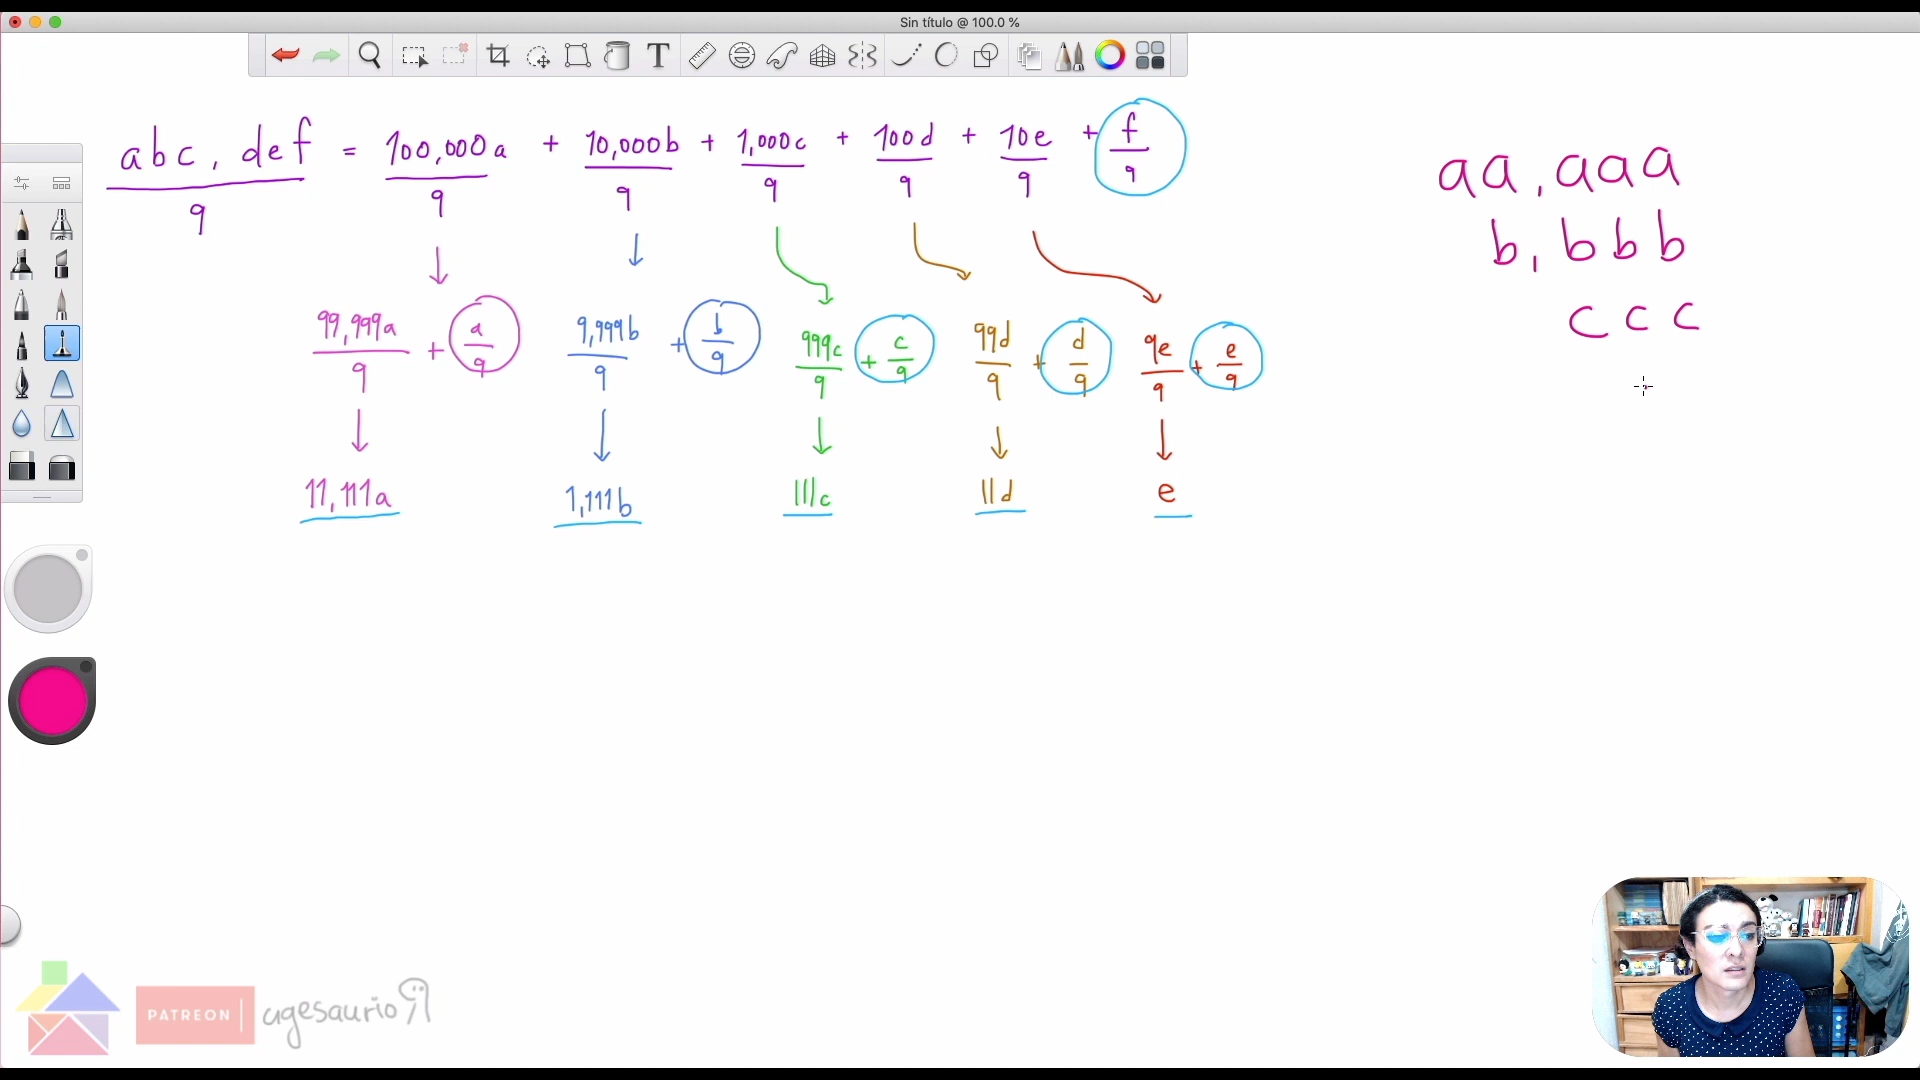 Sin título @ 100.0 %
abc, def / 9 = 100,000a / 9 + 10,000b / 9 + 1,000c / 9 + 100d / 9 + 10e / 9 + f / 9
99,999a / 9 + a / 9 9,999b / 9 + b / 9 999c / 9 + c / 9 99d / 9 + d / 9 9e / 9 + e / 9
11,111a 1,111b 111c 11d e
aa,aaa
b,bbb
ccc
PATREON | agesaurio